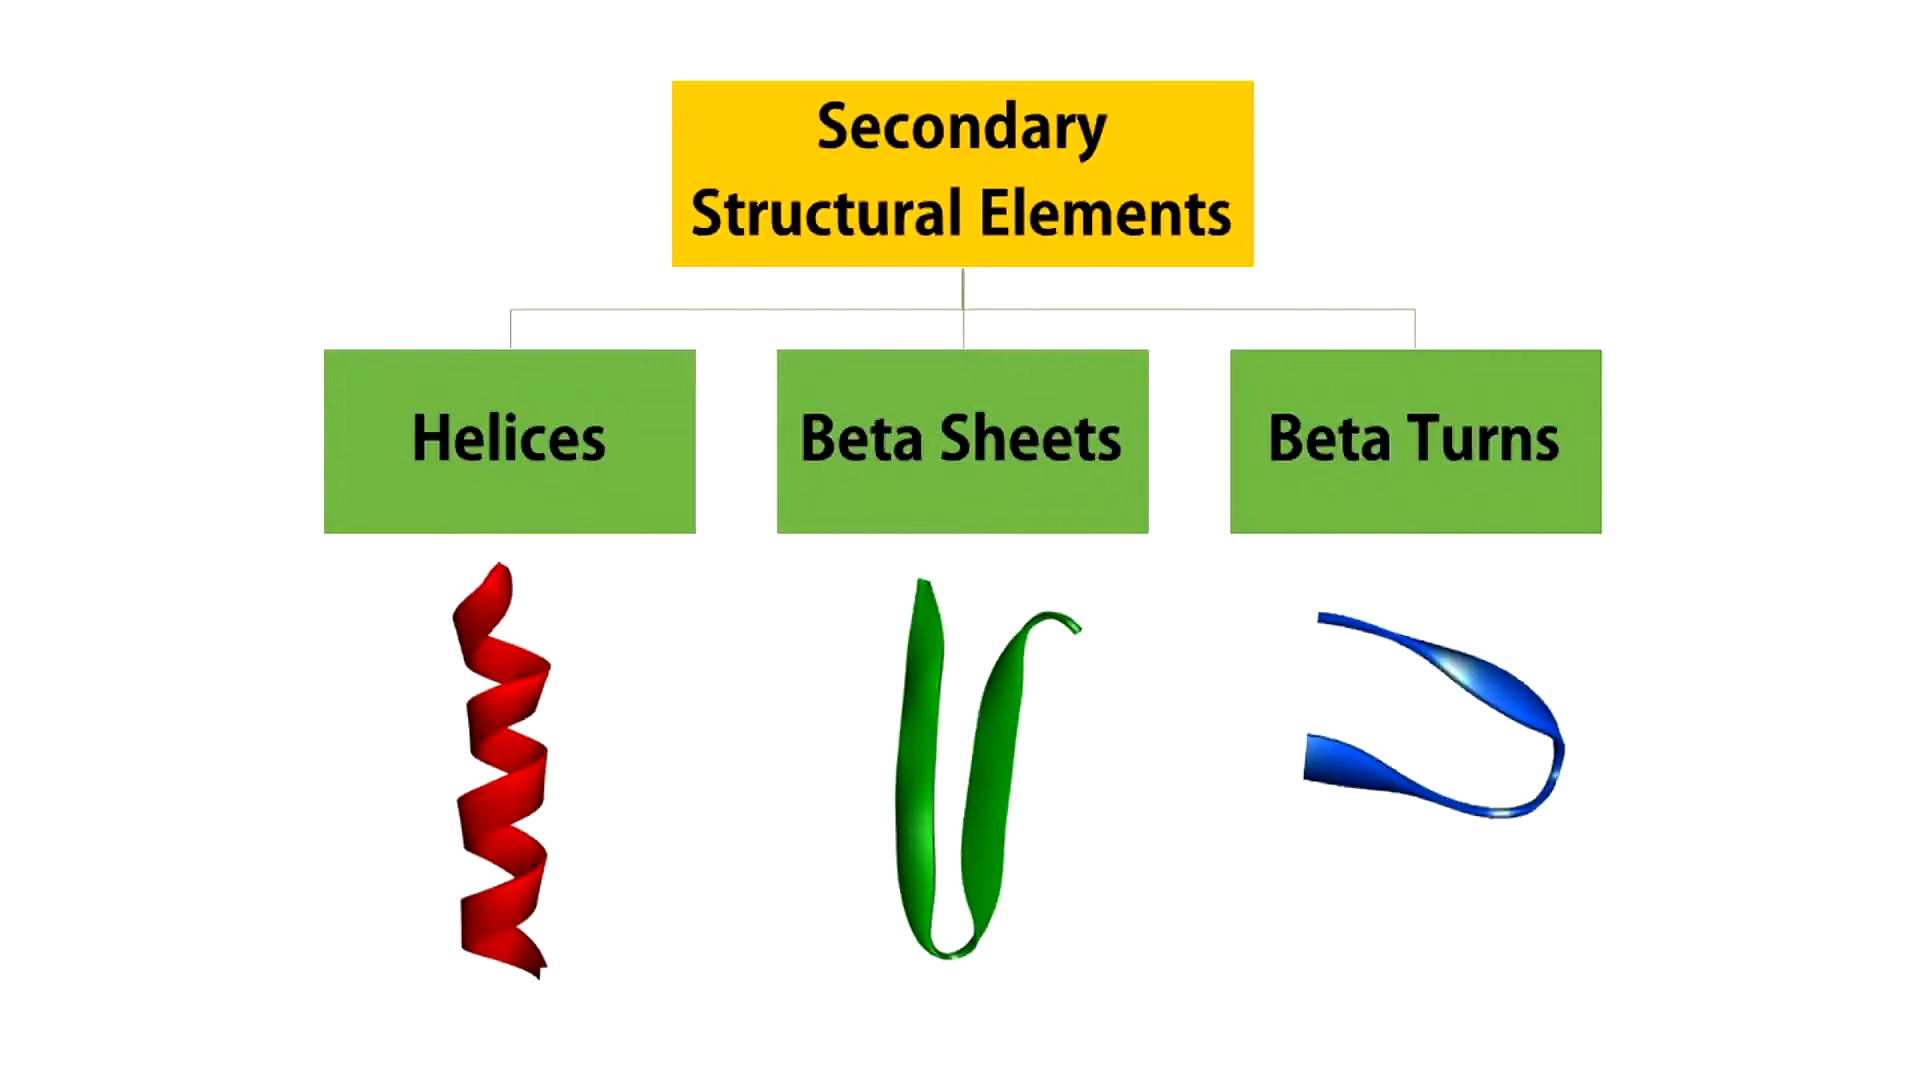 Secondary
Structural Elements
Helices
Beta Sheets
Beta Turns